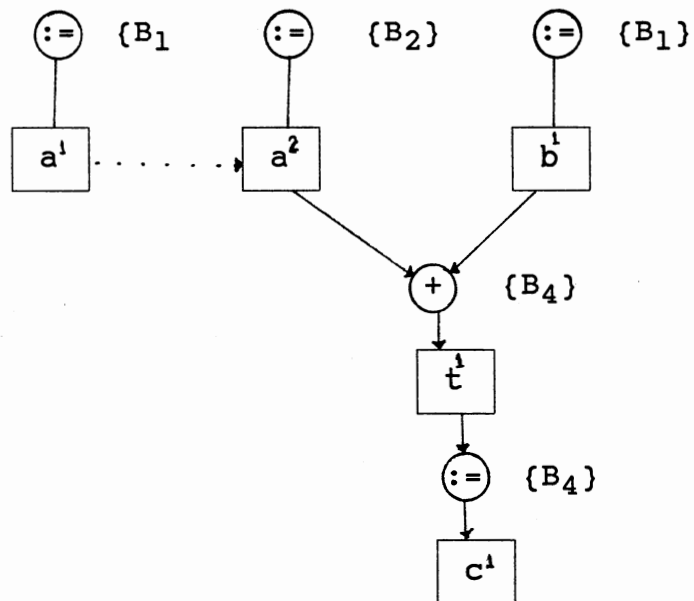 := {B₁ := {B₂} := {B₁}
a¹ a² b¹
+ {B₄}
t¹
:= {B₄}
c¹